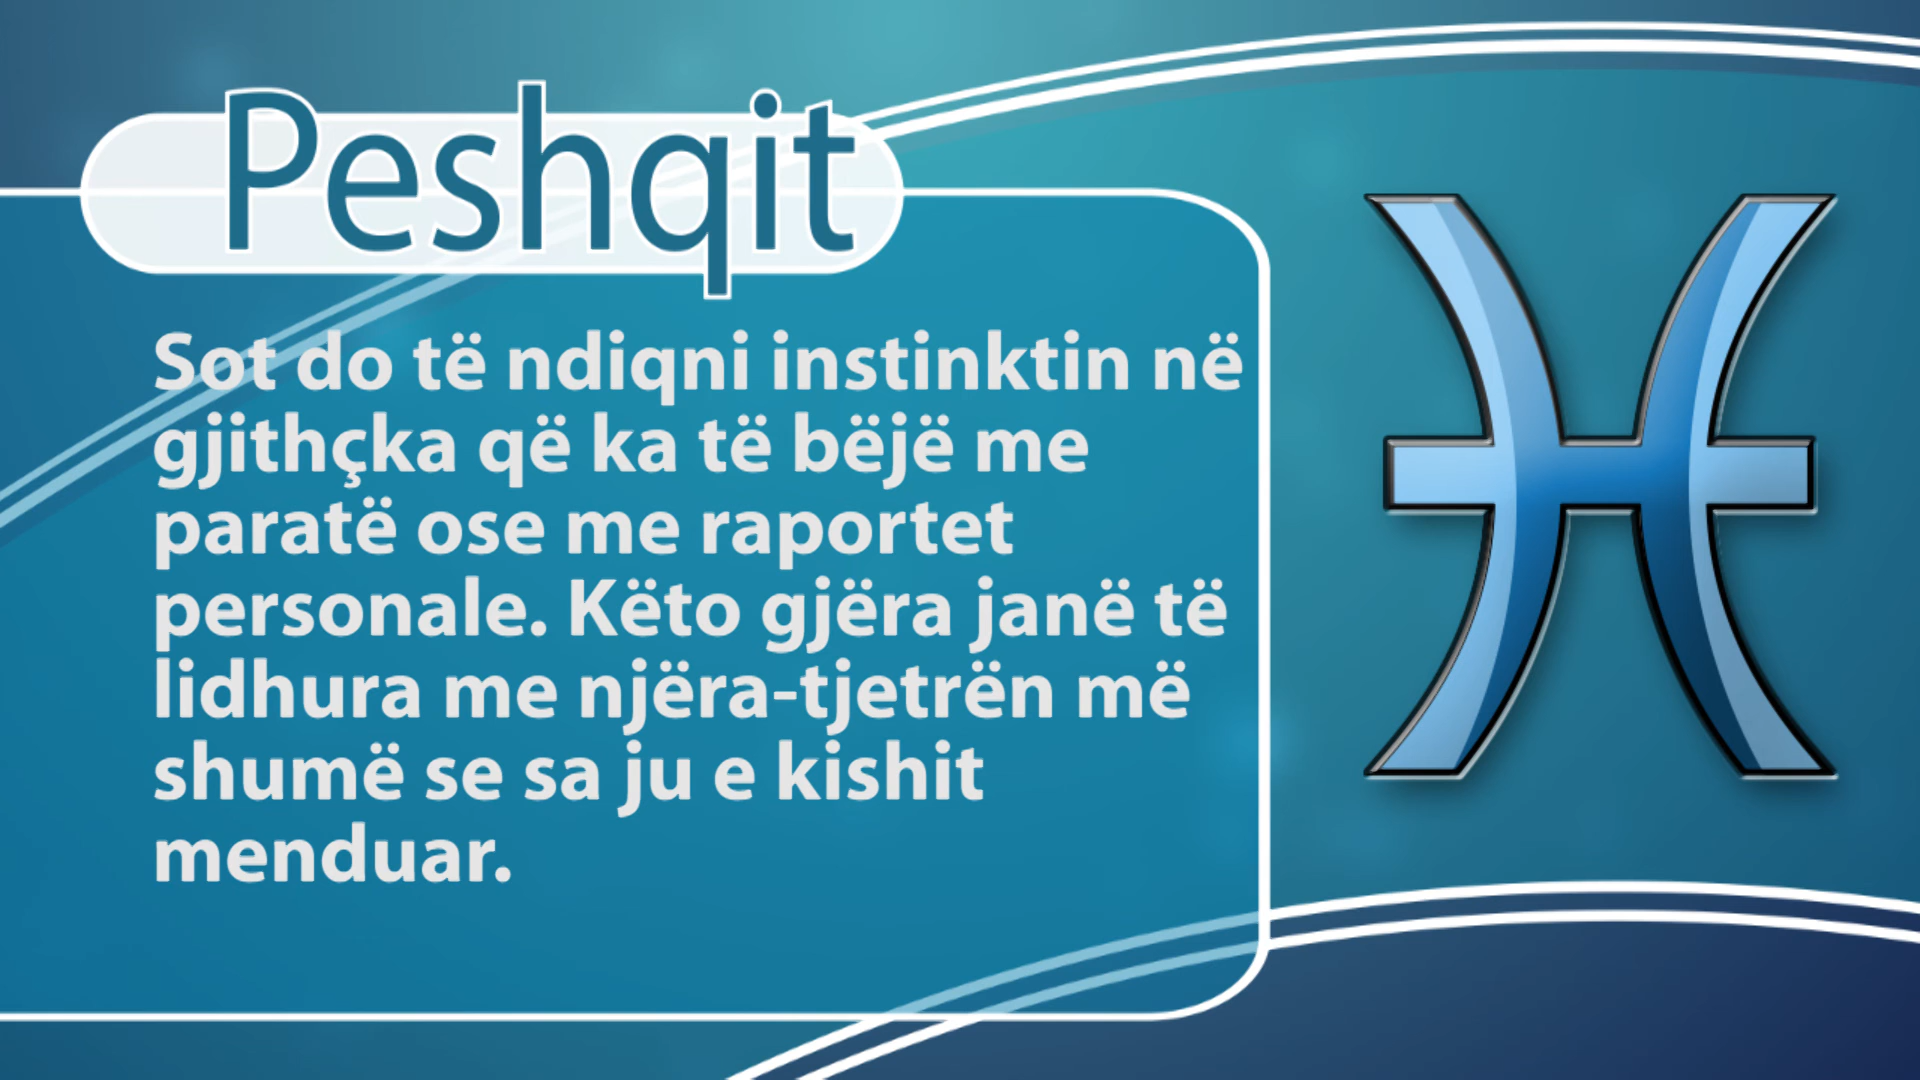 Peshqit
Sot do të ndiqni instinktin në
gjithçka që ka të bëjë me
paratë ose me raportet
personale. Këto gjëra janë të
lidhura me njëra-tjetrën më
shumë se sa ju e kishit
menduar.